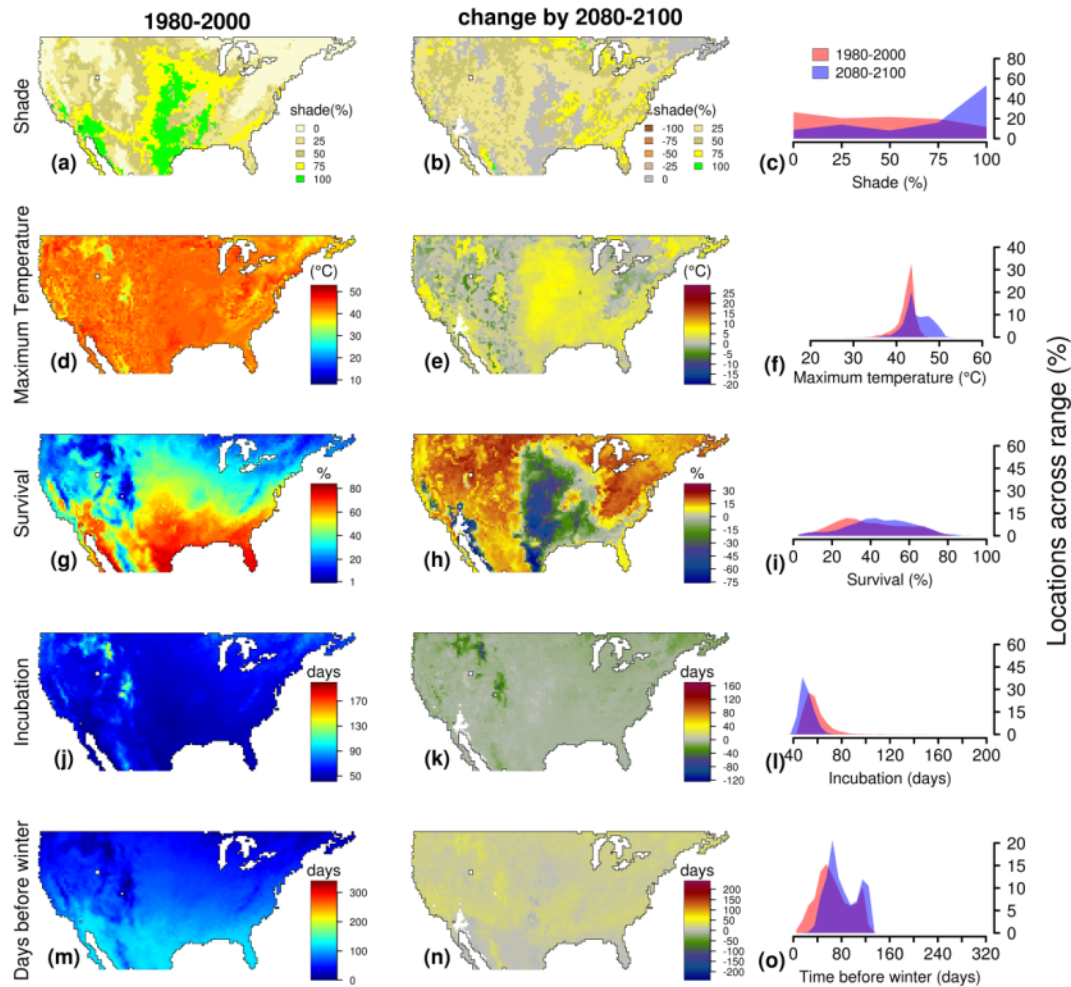 1980-2000
change by 2080-2100
Shade
(a)
shade(%)
0
25
50
75
100
(b)
shade(%)
-100
-75
-50
-25
0
25
50
75
100
1980-2000
2080-2100
80
60
40
20
0
(c)
0 25 50 75 100
Shade (%)
Maximum Temperature
(d)
(°C)
50
40
30
20
10
(e)
(°C)
25
20
15
10
5
0
-5
-10
-15
-20
40
30
20
10
0
(f)
20 30 40 50 60
Maximum temperature (°C)
Survival
(g)
%
80
60
40
20
1
(h)
%
30
15
0
-15
-30
-45
-60
-75
60
45
30
15
0
(i)
0 20 40 60 80 100
Survival (%)
Incubation
(j)
days
170
130
90
50
(k)
days
160
120
80
40
0
-40
-80
-120
60
45
30
15
0
(l)
40 80 120 160 200
Incubation (days)
Days before winter
(m)
days
300
200
100
0
(n)
days
200
150
100
50
0
-50
-100
-150
-200
20
15
10
5
0
(o)
0 80 160 240 320
Time before winter (days)
Locations across range (%)